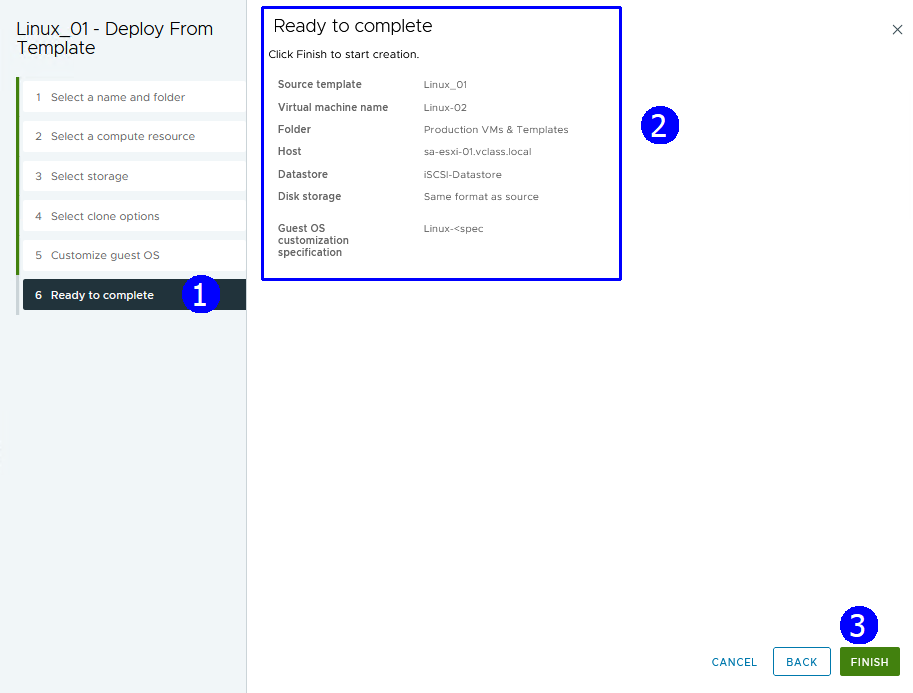 Linux_01 - Deploy From
Template
1 Select a name and folder
2 Select a compute resource
3 Select storage
4 Select clone options
5 Customize guest OS
6 Ready to complete
1
Ready to complete
Click Finish to start creation.
Source template Linux_01
Virtual machine name Linux-02
Folder Production VMs & Templates
Host sa-esxi-01.vclass.local
Datastore iSCSI-Datastore
Disk storage Same format as source
Guest OS Linux-<spec
customization
specification
2
3
CANCEL BACK FINISH